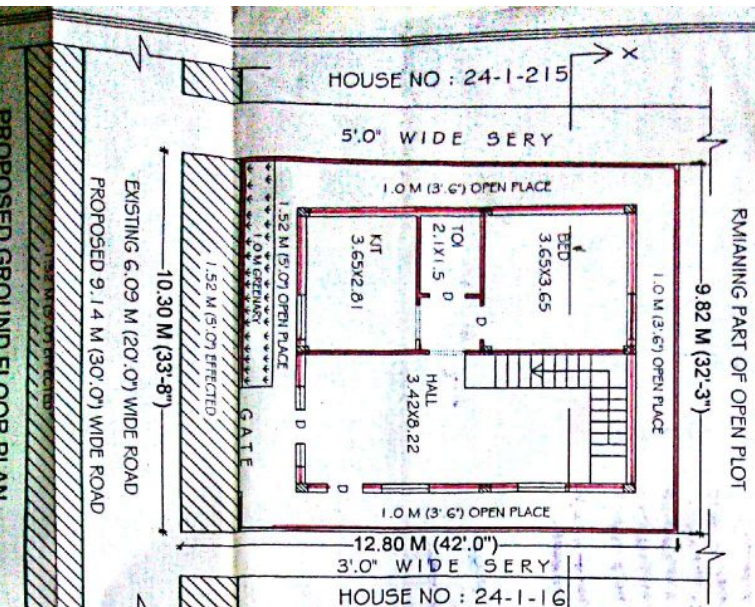 HOUSE NO : 24-1-215
X
5'.0" WIDE SERY
1.0 M (3'.6") OPEN PLACE
RMIANING PART OF OPEN PLOT
9.82 M (32'-3")
1.0 M (3'.6") OPEN PLACE
BED
3.65X3.65
TOI
2.1X1.5
KIT
3.65X2.81
D
D
HALL
3.42X8.22
D
D
1.52 M (5'.0") OPEN PLACE
1.0 M GREENARY
1.52 M (5'.0") EFFECTED
GATE
10.30 M (33'-8")
EXISTING 6.09 M (20'.0") WIDE ROAD
PROPOSED 9.14 M (30'.0") WIDE ROAD
PROPOSED GROUND FLOOR PLAN
1.0 M (3'.6") OPEN PLACE
12.80 M (42'.0")
3'.0" WIDE SERY
HOUSE NO : 24-1-16